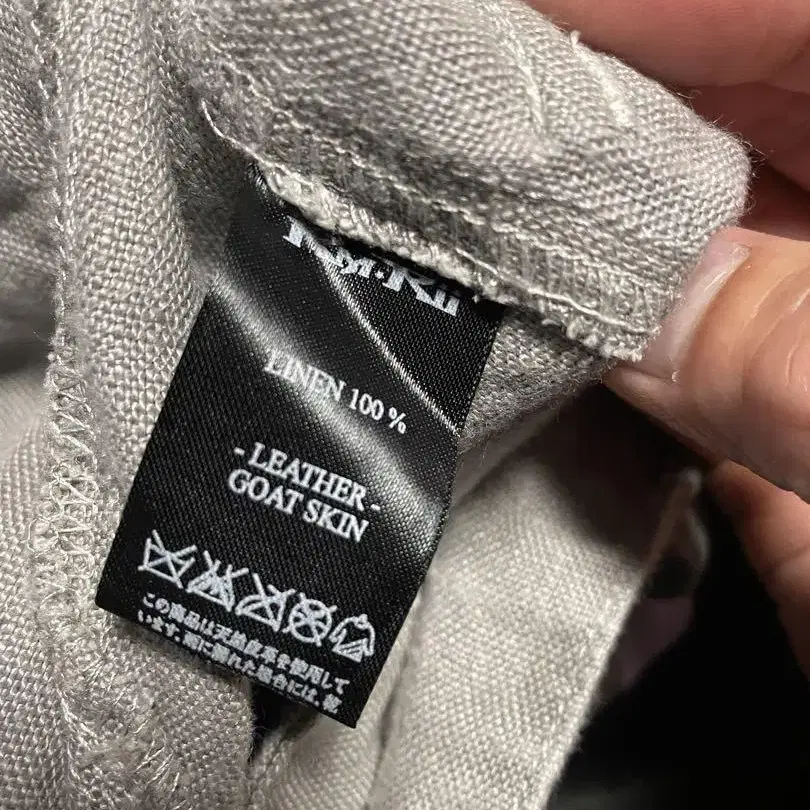 LINEN 100 %
- LEATHER -
GOAT SKIN
この商品は天然皮革を使用して
います。雨に濡れた場合には、乾